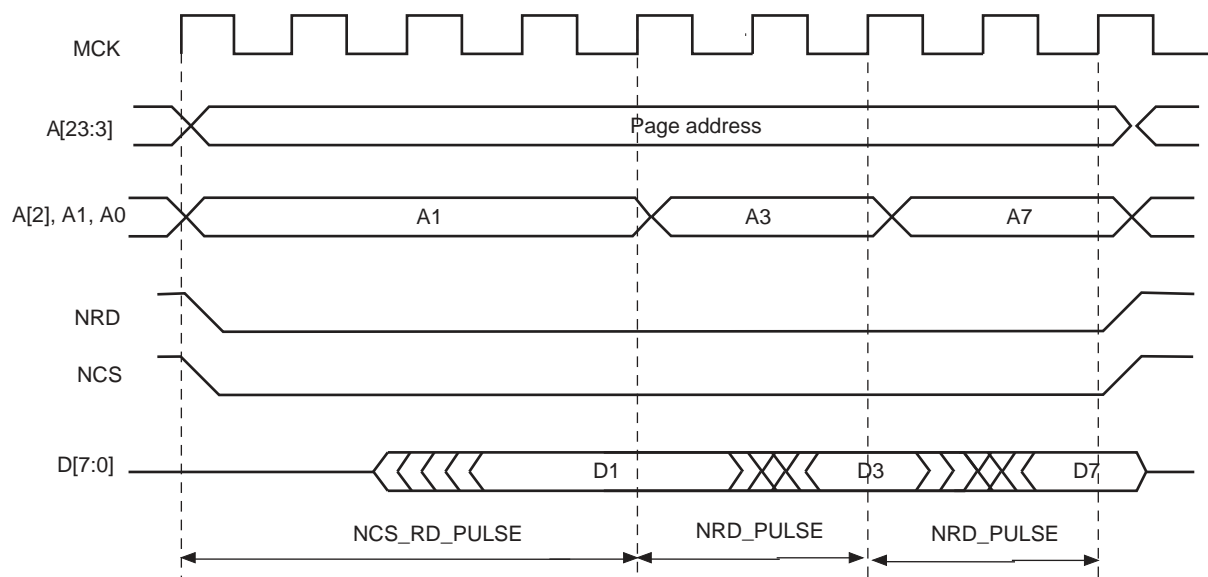 MCK
A[23:3]
Page address
A[2], A1, A0
A1
A3
A7
NRD
NCS
D[7:0]
D1
D3
D7
NCS_RD_PULSE
NRD_PULSE
NRD_PULSE